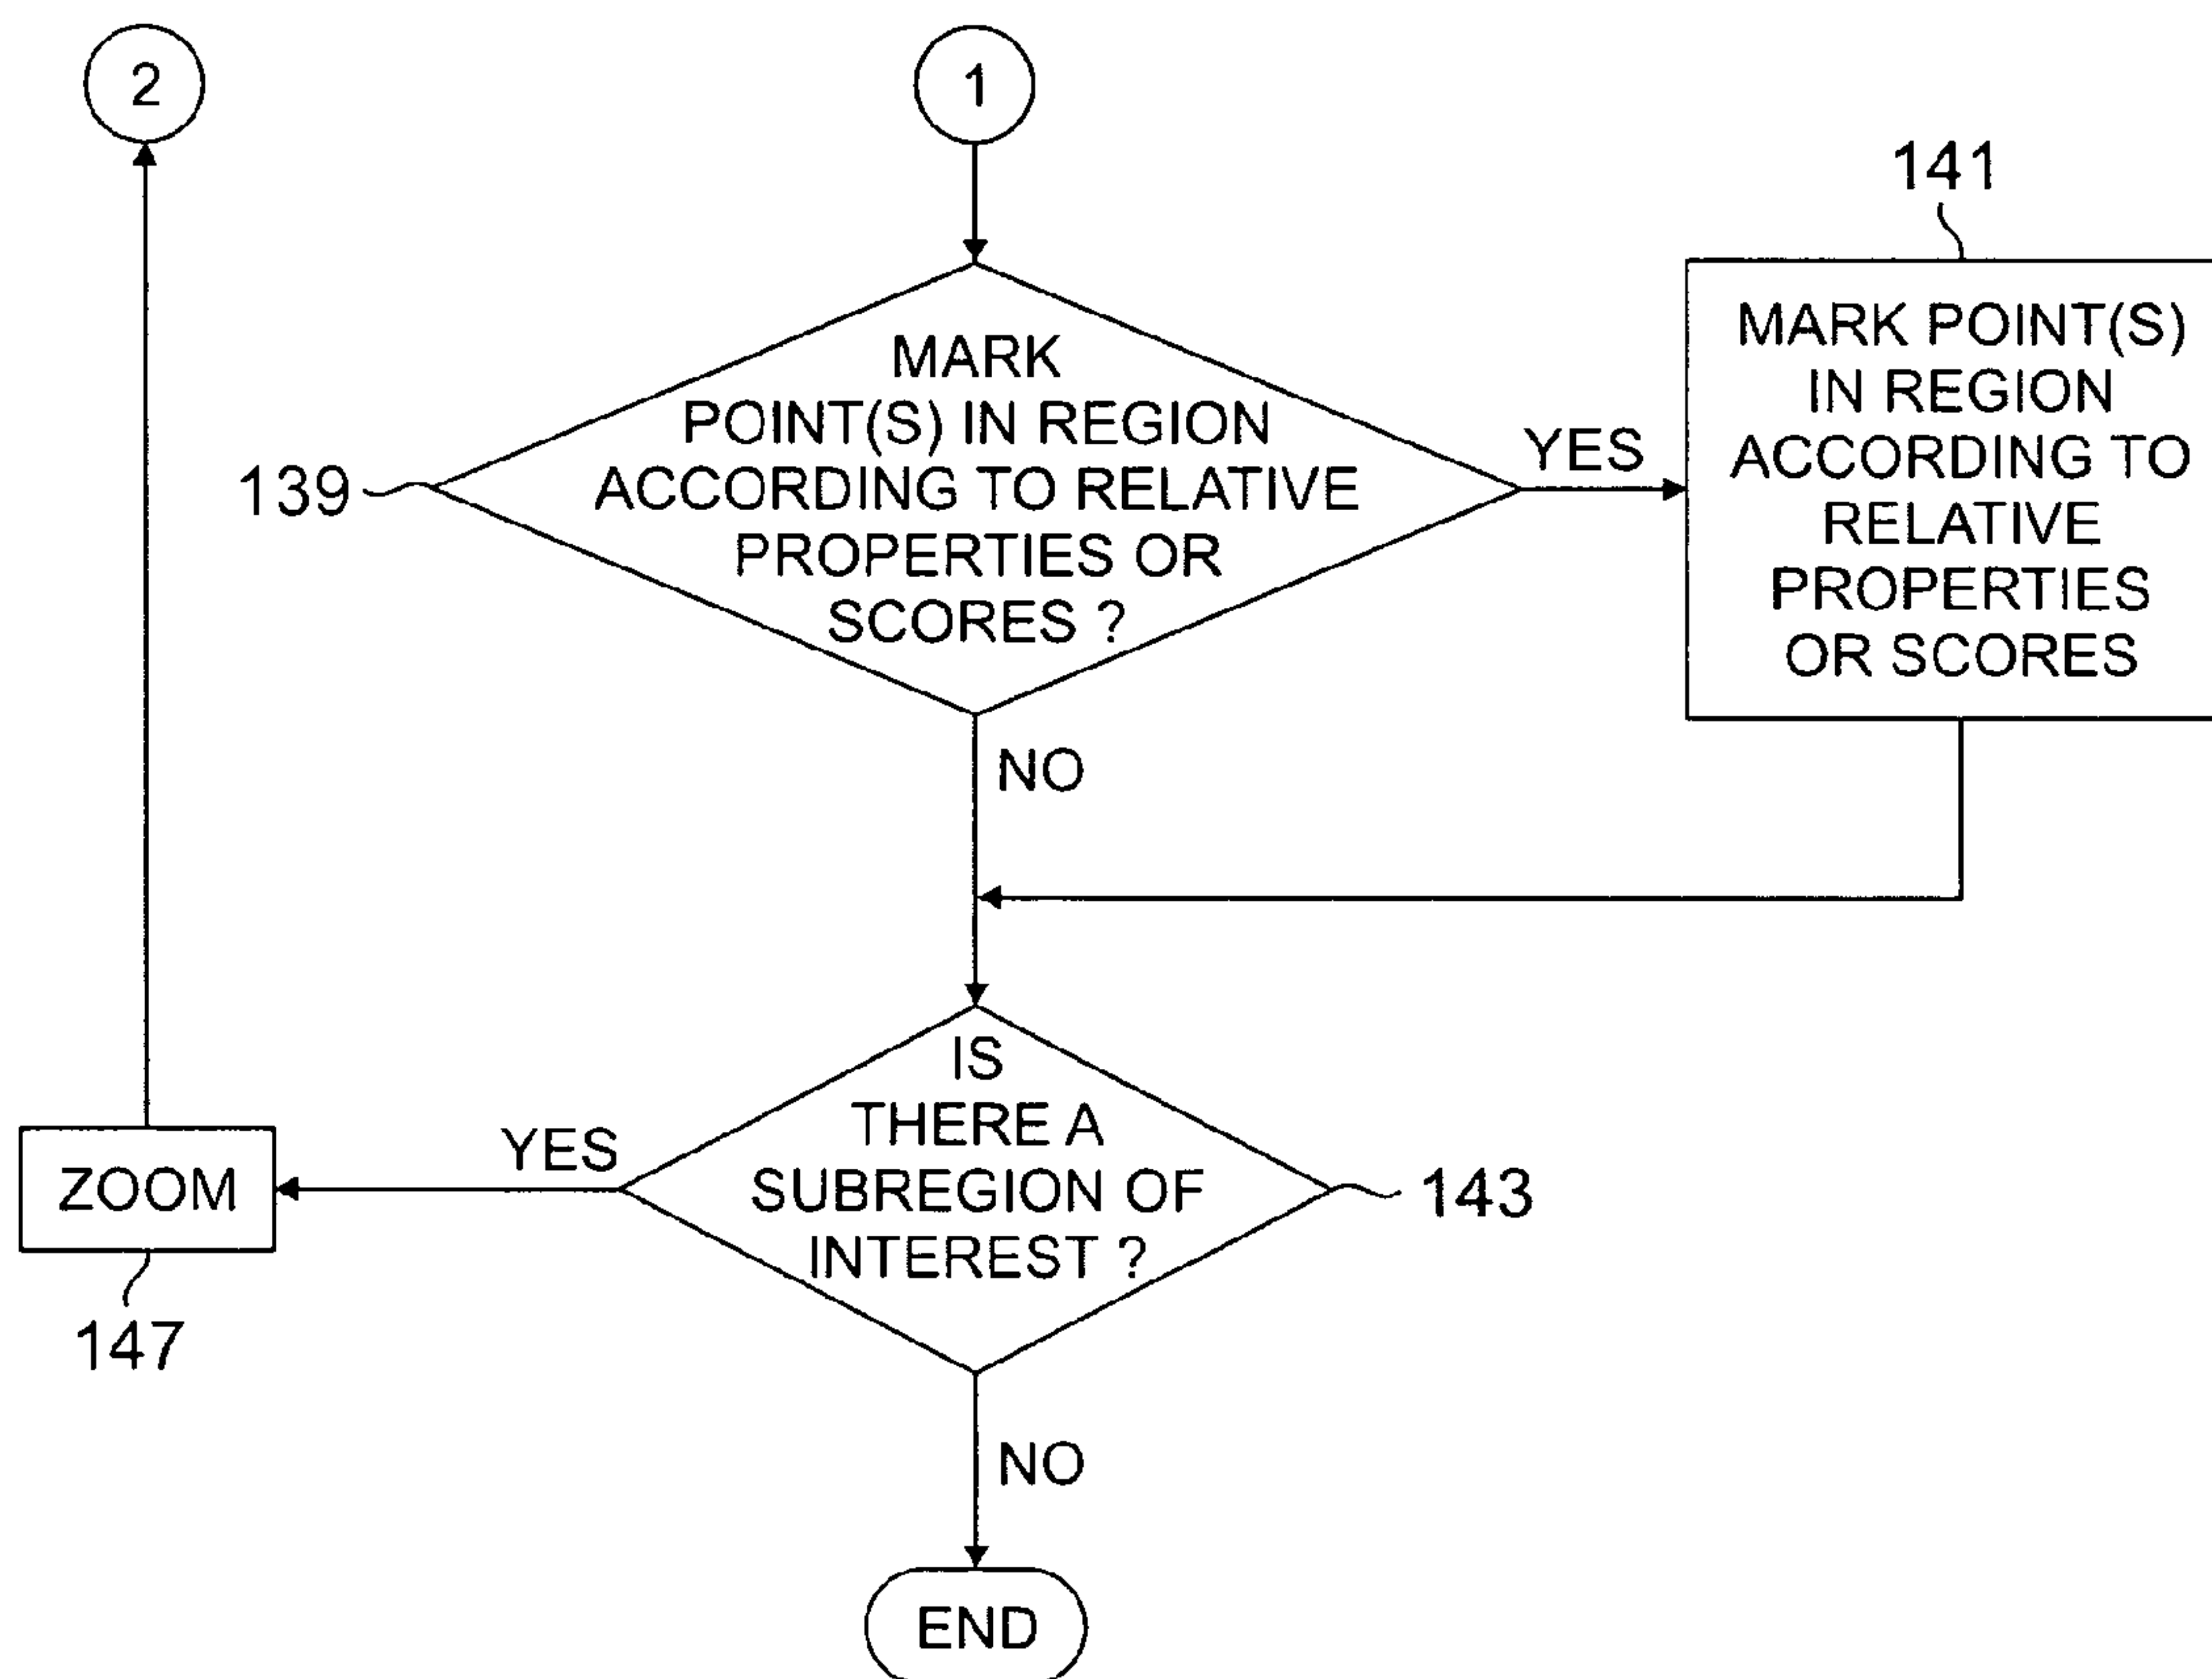 2
1
141
MARK
POINT(S) IN REGION
ACCORDING TO RELATIVE
PROPERTIES OR
SCORES ?
139
YES
MARK POINT(S)
IN REGION
ACCORDING TO
RELATIVE
PROPERTIES
OR SCORES
NO
IS
THERE A
SUBREGION OF
INTEREST ?
YES
143
ZOOM
147
NO
END